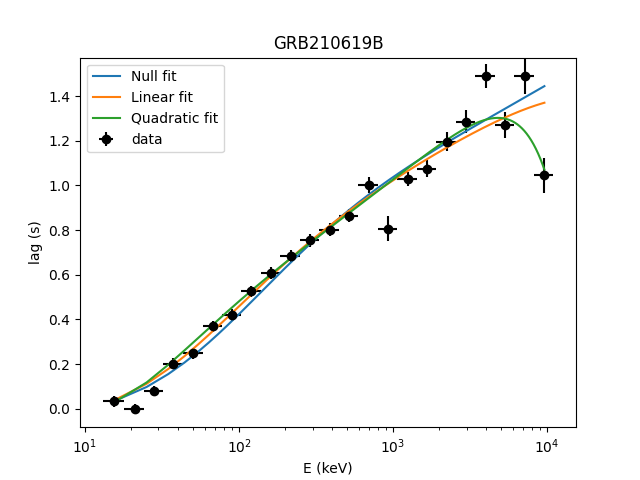 GRB210619B
Null fit
Linear fit
Quadratic fit
data
lag (s)
1.4
1.2
1.0
0.8
0.6
0.4
0.2
0.0
10¹ 10² 10³ 10⁴
E (keV)